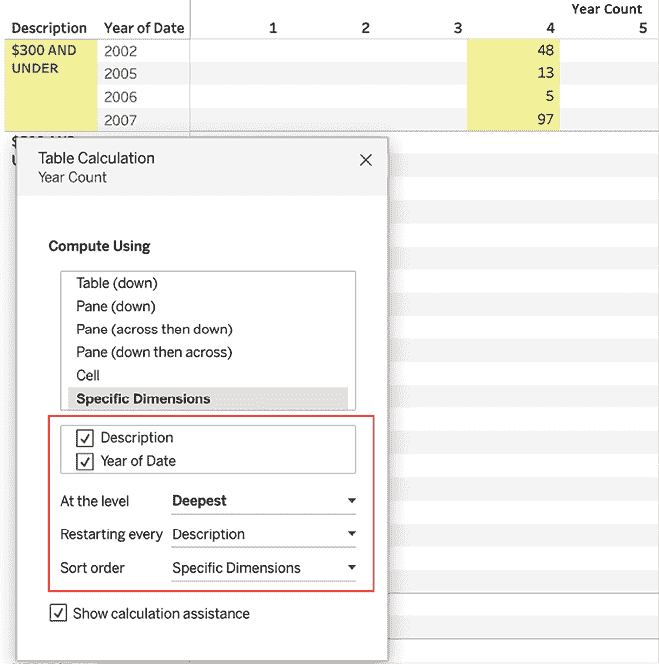 Year Count
Description Year of Date 1 2 3 4 5
$300 AND UNDER 2002 48
2005 13
2006 5
2007 97
Table Calculation
Year Count
Compute Using
Table (down)
Pane (down)
Pane (across then down)
Pane (down then across)
Cell
Specific Dimensions
Description
Year of Date
At the level Deepest
Restarting every Description
Sort order Specific Dimensions
Show calculation assistance